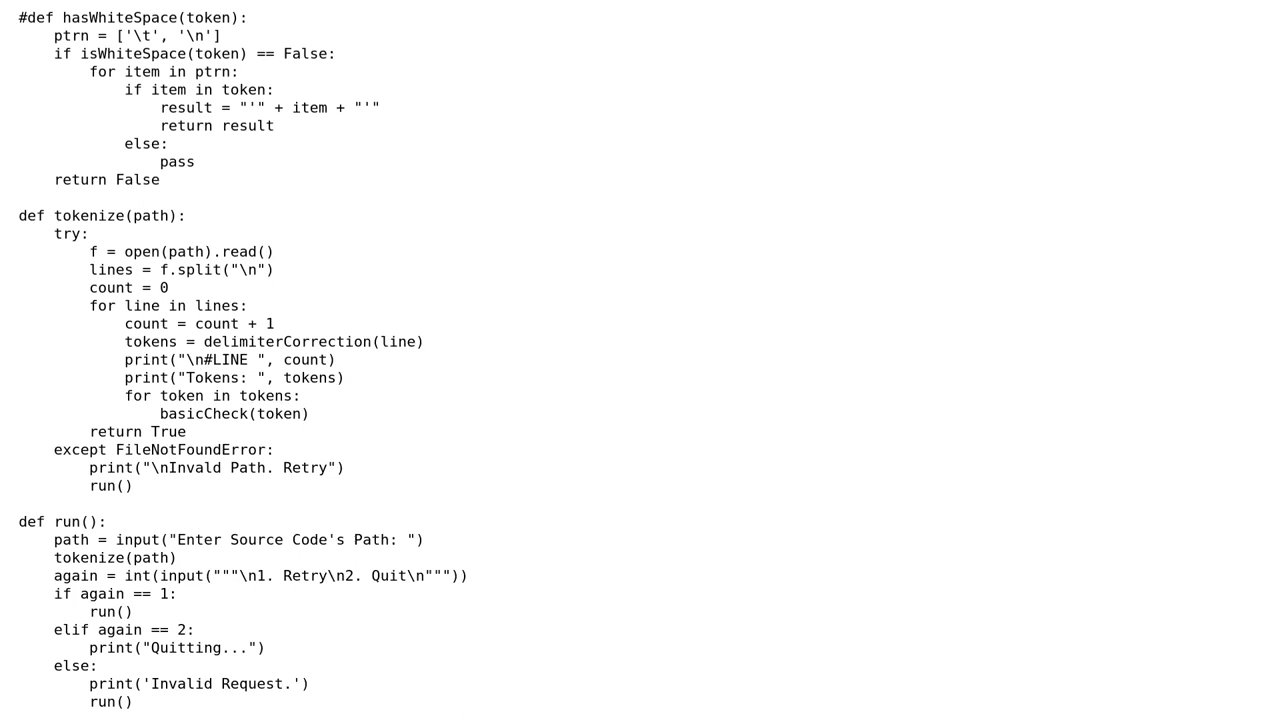 #def hasWhiteSpace(token):
    ptrn = ['\t', '\n']
    if isWhiteSpace(token) == False:
        for item in ptrn:
            if item in token:
                result = "'" + item + "'"
                return result
            else:
                pass
    return False

def tokenize(path):
    try:
        f = open(path).read()
        lines = f.split("\n")
        count = 0
        for line in lines:
            count = count + 1
            tokens = delimiterCorrection(line)
            print("\n#LINE ", count)
            print("Tokens: ", tokens)
            for token in tokens:
                basicCheck(token)
        return True
    except FileNotFoundError:
        print("\nInvald Path. Retry")
        run()

def run():
    path = input("Enter Source Code's Path: ")
    tokenize(path)
    again = int(input("""\n1. Retry\n2. Quit\n"""))
    if again == 1:
        run()
    elif again == 2:
        print("Quitting...")
    else:
        print('Invalid Request.')
        run()